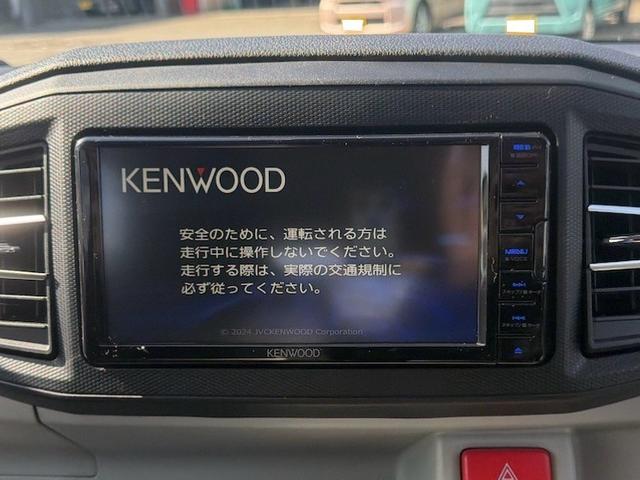 KENWOOD
安全のために、運転される方は
走行中に操作しないでください。
走行する際は、実際の交通規制に
必ず従ってください。
© 2024 JVCKENWOOD Corporation
KENWOOD
MENU